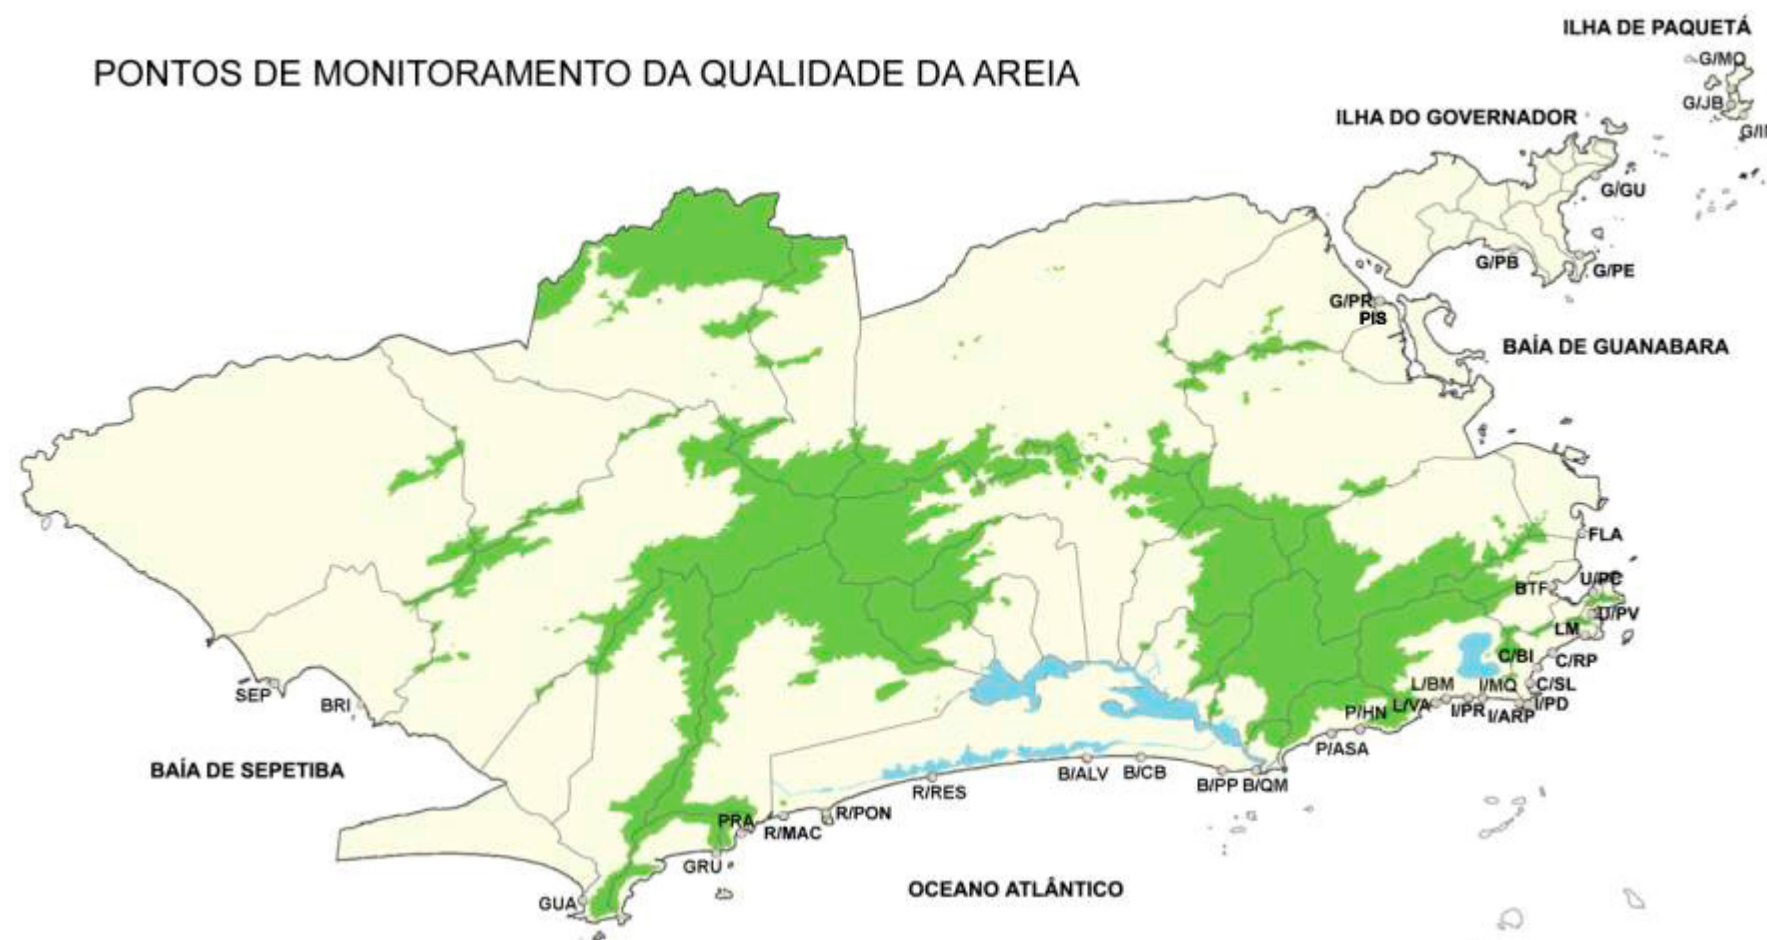 ILHA DE PAQUETÁ
G/MO
PONTOS DE MONITORAMENTO DA QUALIDADE DA AREIA
G/JB
ILHA DO GOVERNADOR
G/GU
G/PB
G/PE
G/PR
PIS
BAÍA DE GUANABARA
FLA
BTF
U/PC
U/PV
LM
C/BI
C/RP
L/BM
I/MQ
C/SL
SEP
BRI
P/HN
L/VA
I/PR
I/ARP
I/PD
P/ASA
BAÍA DE SEPETIBA
B/ALV
B/CB
B/PP
B/QM
R/RES
PRA
R/MAC
R/PON
GRU
OCEANO ATLÂNTICO
GUA